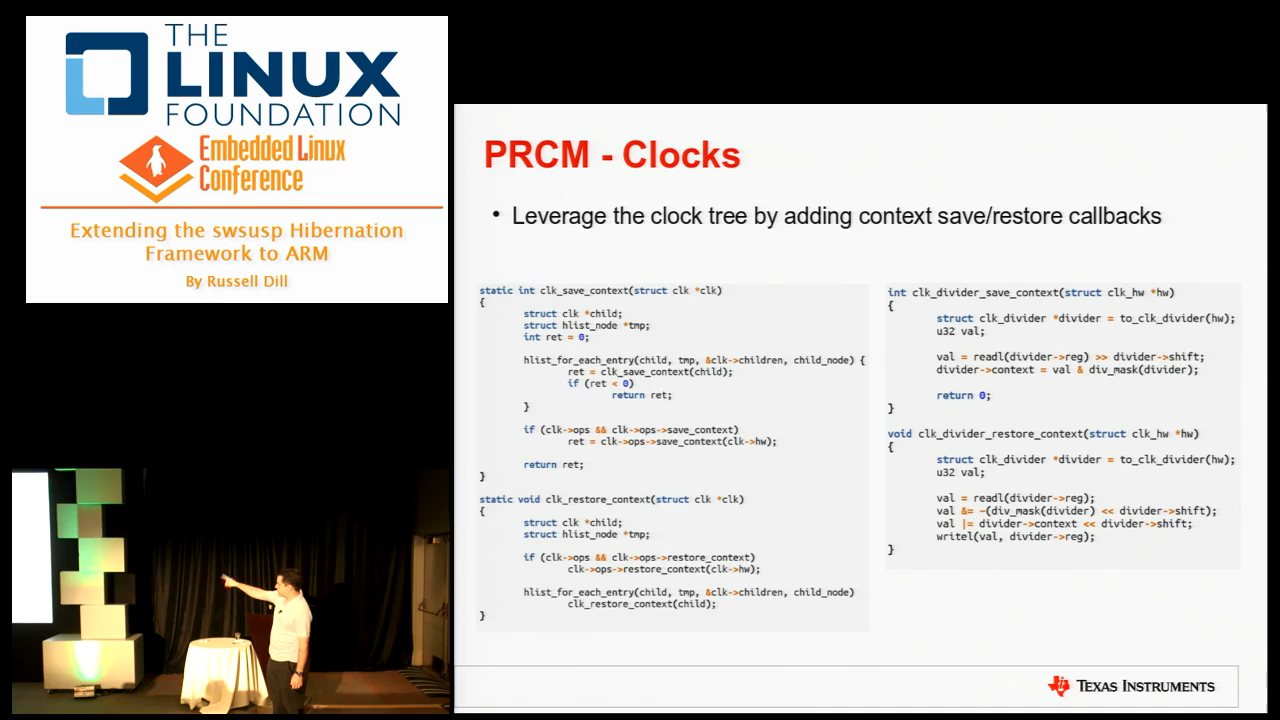 THE
LINUX
FOUNDATION
Embedded Linux
Conference
Extending the swsusp Hibernation
Framework to ARM
By Russell Dill
PRCM - Clocks
• Leverage the clock tree by adding context save/restore callbacks
static int clk_save_context(struct clk *clk)
{
struct clk *child;
struct hlist_node *tmp;
int ret = 0;
hlist_for_each_entry(child, tmp, &clk->children, child_node) {
ret = clk_save_context(child);
if (ret < 0)
return ret;
}
if (clk->ops && clk->ops->save_context)
ret = clk->ops->save_context(clk->hw);
return ret;
}
static void clk_restore_context(struct clk *clk)
{
struct clk *child;
struct hlist_node *tmp;
if (clk->ops && clk->ops->restore_context)
clk->ops->restore_context(clk->hw);
hlist_for_each_entry(child, tmp, &clk->children, child_node)
clk_restore_context(child);
}
int clk_divider_save_context(struct clk_hw *hw)
{
struct clk_divider *divider = to_clk_divider(hw);
u32 val;
val = readl(divider->reg) >> divider->shift;
divider->context = val & div_mask(divider);
return 0;
}
void clk_divider_restore_context(struct clk_hw *hw)
{
struct clk_divider *divider = to_clk_divider(hw);
u32 val;
val = readl(divider->reg);
val &= ~(div_mask(divider) << divider->shift);
val |= divider->context << divider->shift;
writel(val, divider->reg);
}
TEXAS INSTRUMENTS